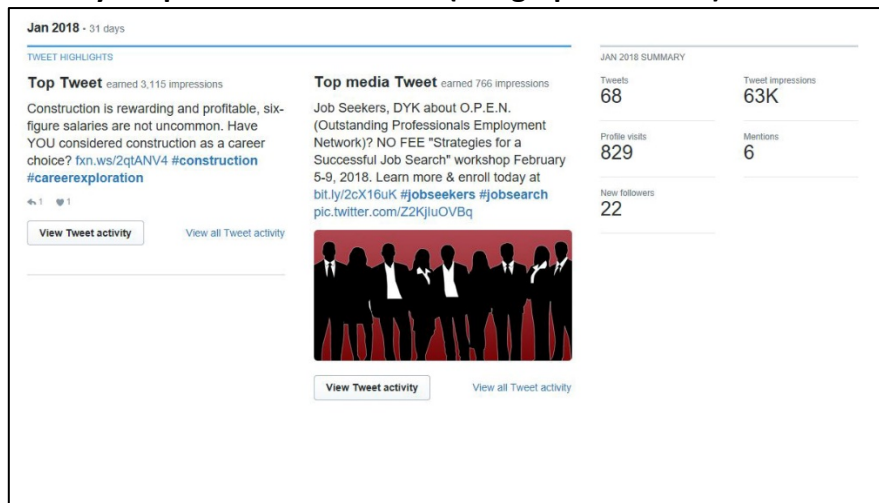 Jan 2018 - 31 days
TWEET HIGHLIGHTS
Top Tweet earned 3,115 impressions
Construction is rewarding and profitable, six-
figure salaries are not uncommon. Have
YOU considered construction as a career
choice? fxn.ws/2qtANV4 #construction
#careerexploration
1 1
View Tweet activity View all Tweet activity
Top media Tweet earned 766 impressions
Job Seekers, DYK about O.P.E.N.
(Outstanding Professionals Employment
Network)? NO FEE "Strategies for a
Successful Job Search" workshop February
5-9, 2018. Learn more & enroll today at
bit.ly/2cX16uK #jobseekers #jobsearch
pic.twitter.com/Z2KjIuOVBq
View Tweet activity View all Tweet activity
JAN 2018 SUMMARY
Tweets
68
Tweet impressions
63K
Profile visits
829
Mentions
6
New followers
22